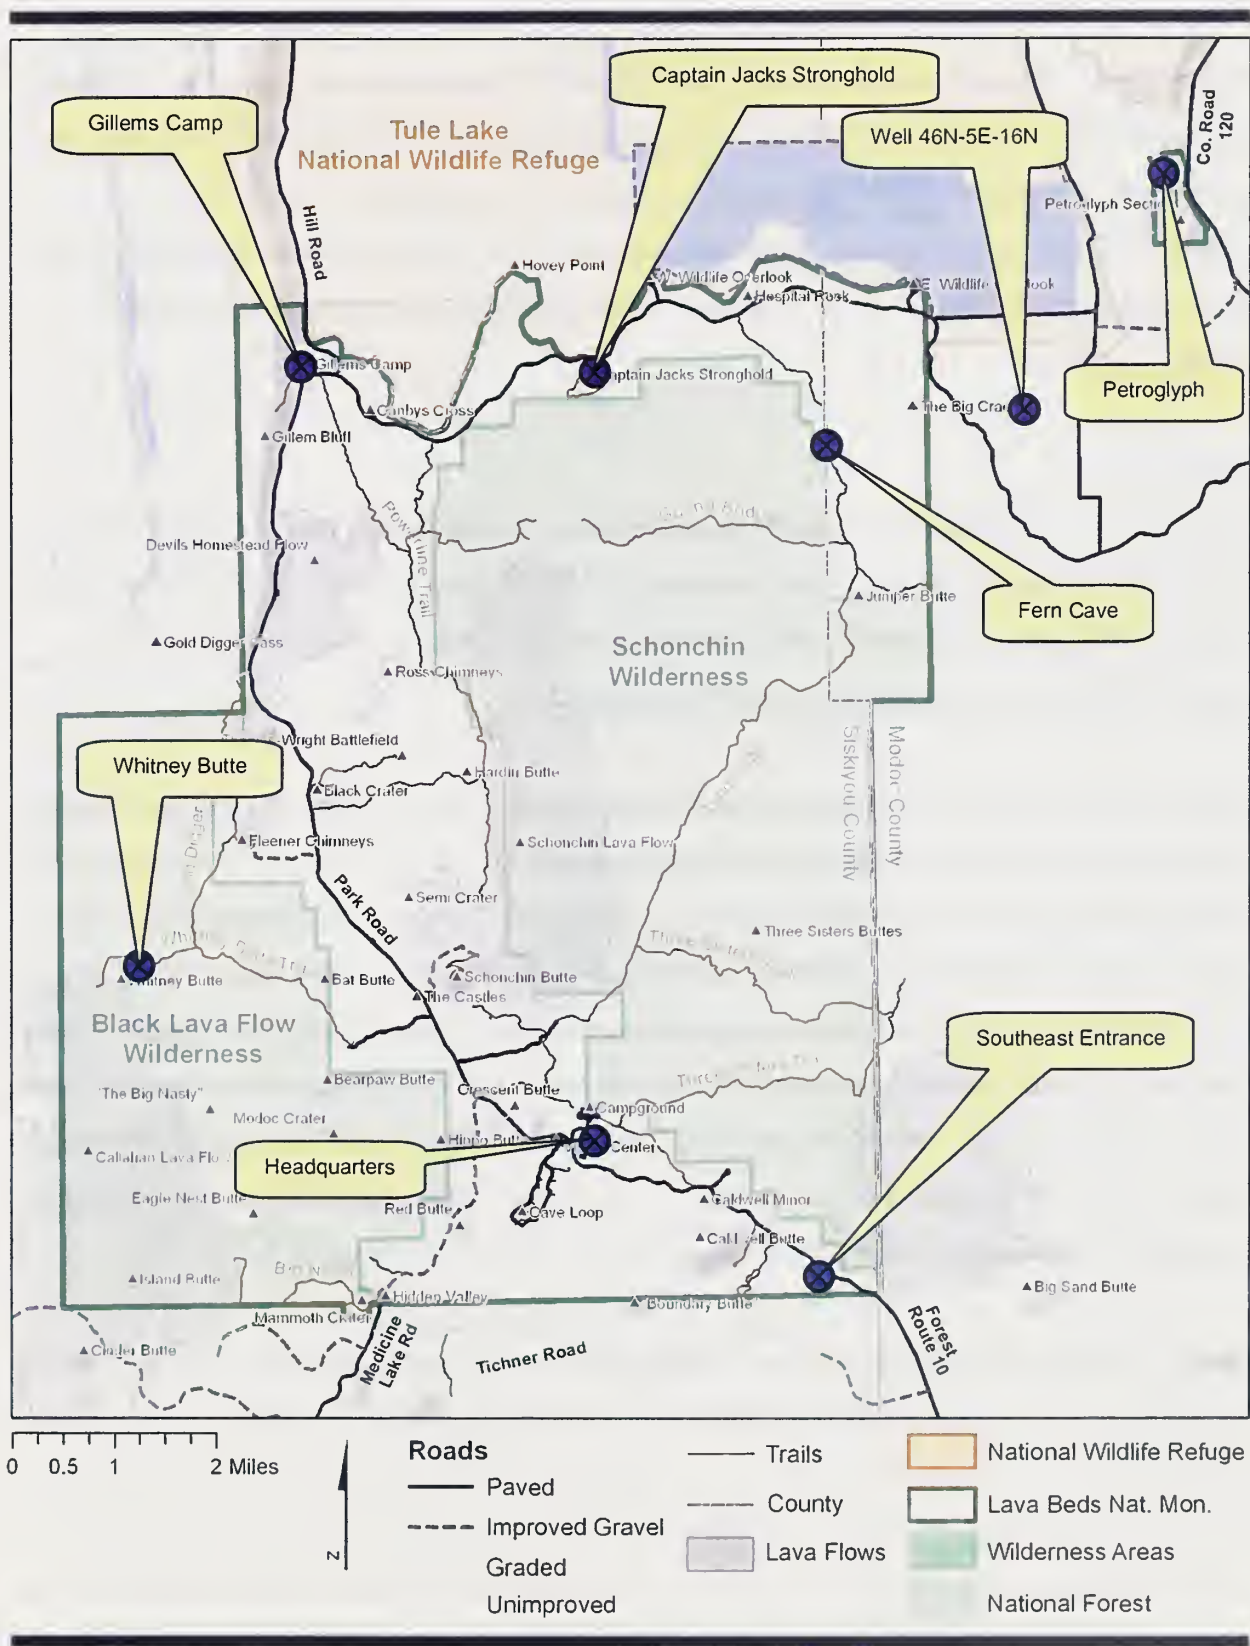 Captain Jacks Stronghold
Gillems Camp
Tule Lake
National Wildlife Refuge
Well 46N-5E-16N
Co. Road
120
Hill Road
Hovey Point
W. Wildlife Overlook
Hospital Rock
Wildlife
Petroglyph
Petroglyph
Gillems Camp
Captain Jacks Stronghold
Canbys Cross
The Big
Gillem Bluff
Devils Homestead Flow
Powerline Trail
Fern Cave
Juniper Butte
Gold Digger Pass
Schonchin
Wilderness
Ross Chimneys
Siskiyou County
Modoc County
Wright Battlefield
Whitney Butte
Hardin Butte
Black Crater
Fleener Chimneys
Schonchin Lava Flow
Digger
Park Road
Semi Crater
Three Sisters Buttes
Three Sisters
Whitney Butte
Bat Butte
Schonchin Butte
The Castles
Black Lava Flow
Wilderness
Southeast Entrance
Bearpaw Butte
"The Big Nasty"
Crescent Butte
Modoc Crater
Campground
Callahan Lava
Hippo
Center
Headquarters
Eagle Nest Butte
Red Butte
Cave Loop
Caldwell Minor
Caldwell Butte
Island Butte
Hidden Valley
Boundary Butte
Big Sand Butte
Mammoth Crater
Cinder Butte
Medicine
Lake Rd
Tichner Road
Forest
Route 10
0 0.5 1 2 Miles
N
Roads
Paved
Improved Gravel
Graded
Unimproved
Trails
County
Lava Flows
National Wildlife Refuge
Lava Beds Nat. Mon.
Wilderness Areas
National Forest